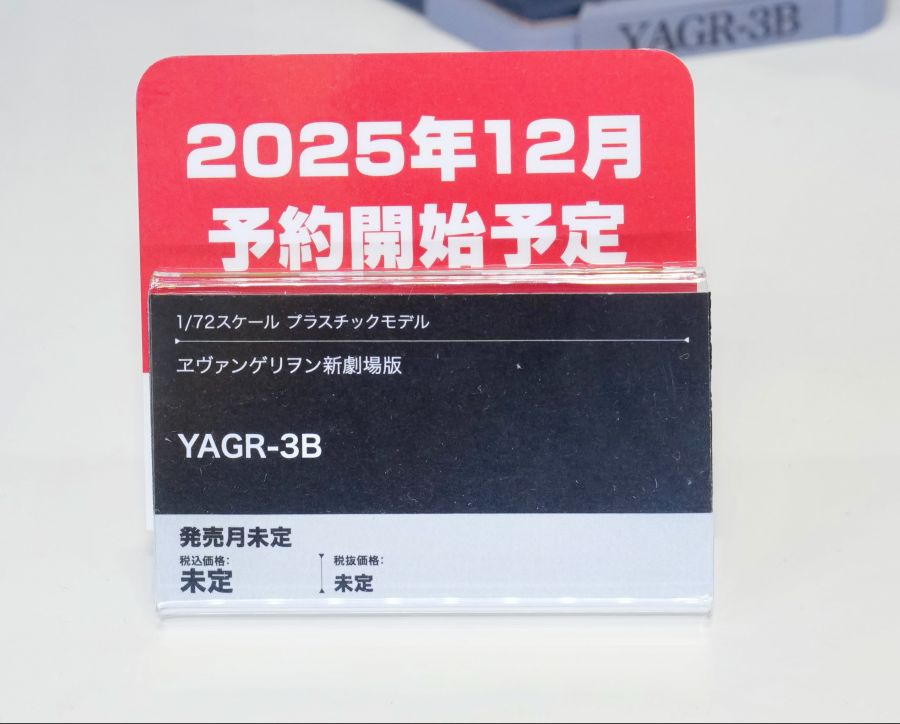 YAGR-3B
2025年12月
予約開始予定
1/72スケール プラスチックモデル
ヱヴァンゲリヲン新劇場版
YAGR-3B
発売月未定
税込価格: 税抜価格:
未定 未定